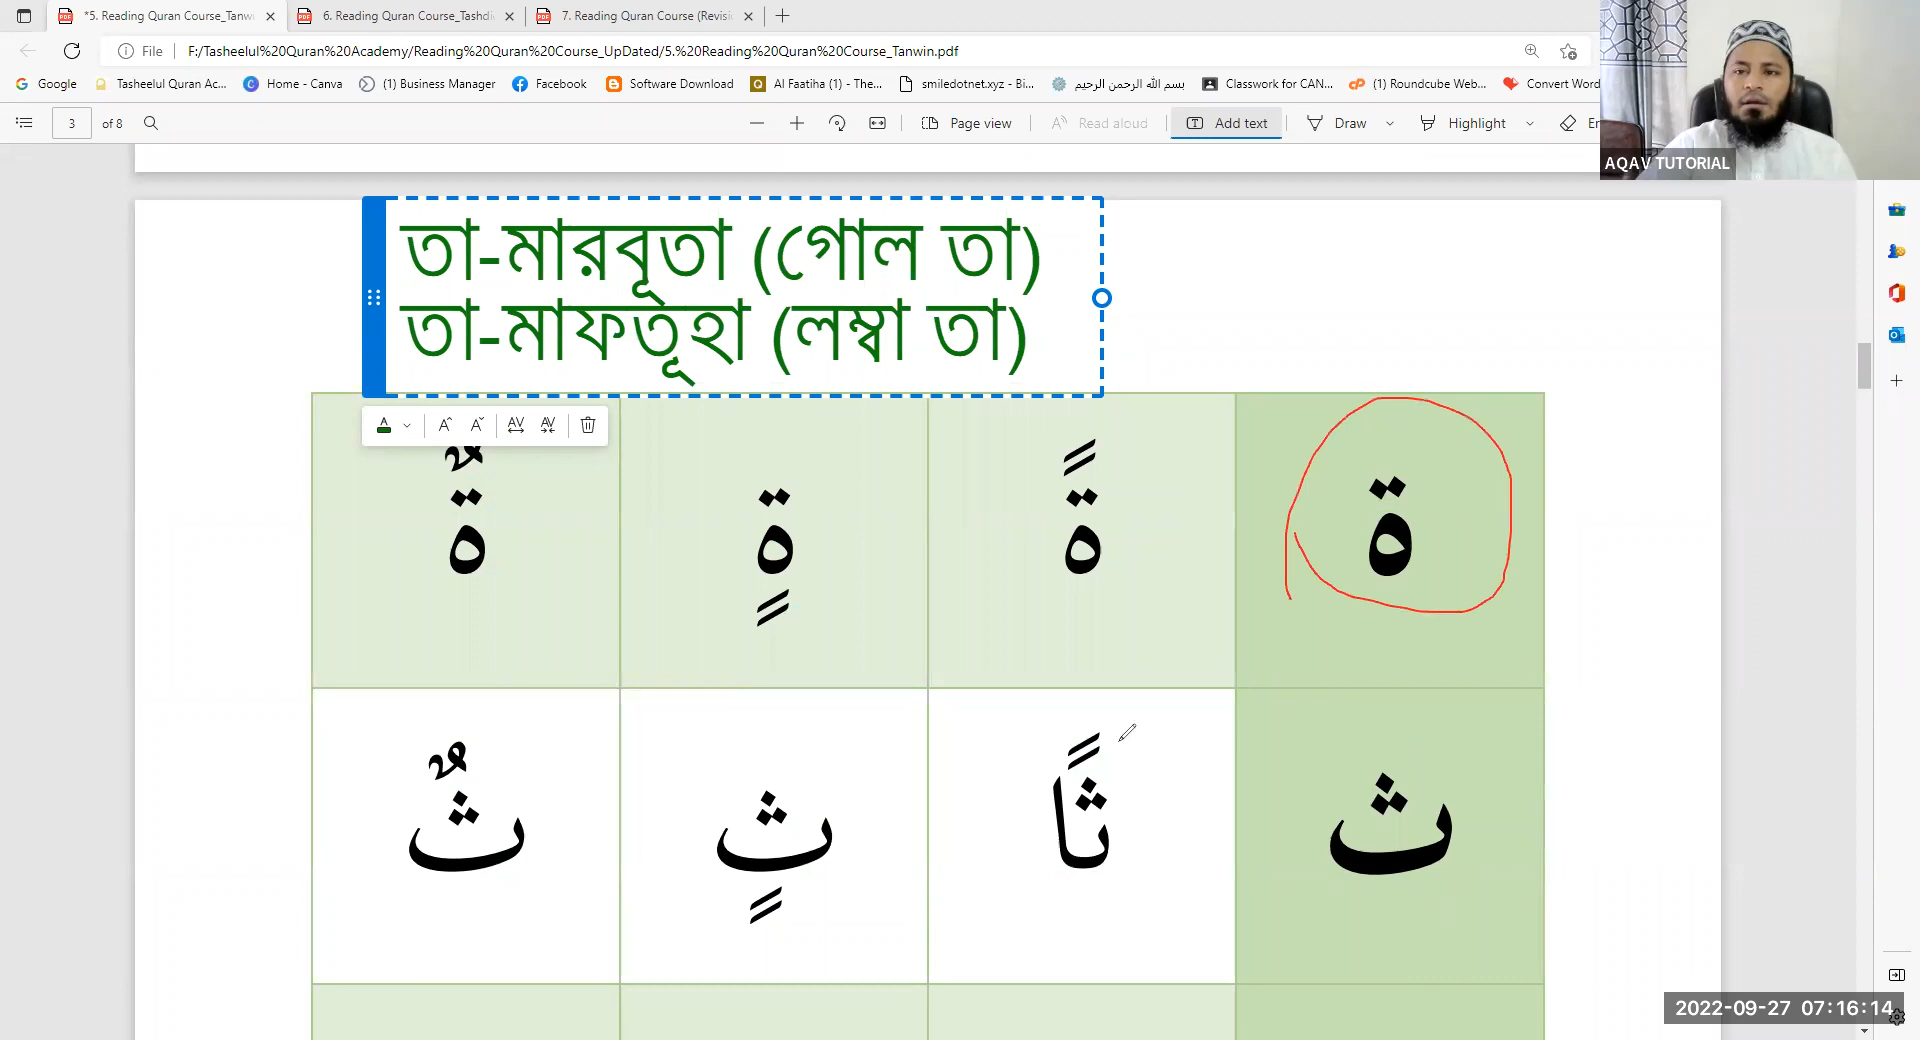 *5. Reading Quran Course_Tanw
6. Reading Quran Course_Tashdi
7. Reading Quran Course (Revisi
File F:/Tasheelul%20Quran%20Academy/Reading%20Quran%20Course_UpDated/5.%20Reading%20Quran%20Course_Tanwin.pdf
Google Tasheelul Quran Ac... Home - Canva (1) Business Manager Facebook Software Download Al Faatiha (1) - The... smiledotnet.xyz - Bi... بسم الله الرحمن الرحيم Classwork for CAN... (1) Roundcube Web... Convert Word
3 of 8 Page view Read aloud Add text Draw Highlight Er
AQAV TUTORIAL
তা-মারবূতা (গোল তা)
তা-মাফতূহা (লম্বা তা)
ة ةً ةٍ ةٌ
ث ثًا ثٍ ثٌ
2022-09-27 07:16:14